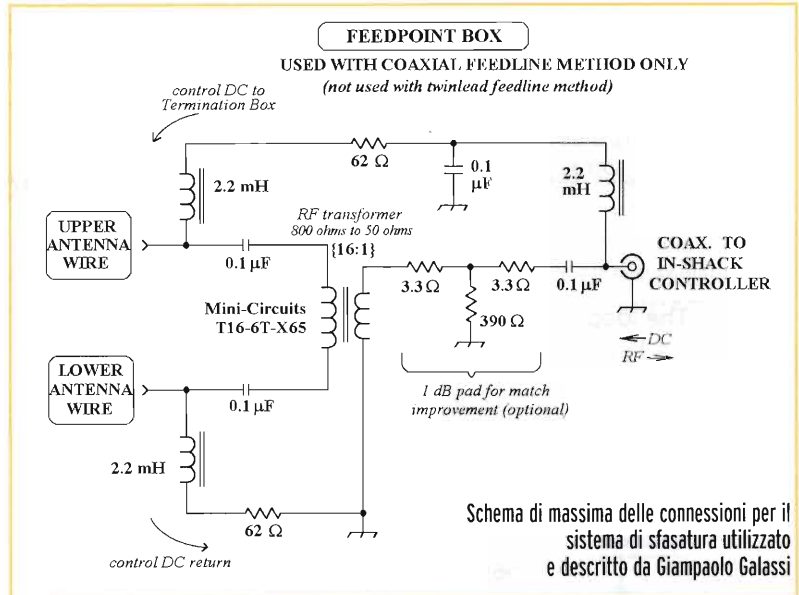 FEEDPOINT BOX
USED WITH COAXIAL FEEDLINE METHOD ONLY
(not used with twinlead feedline method)
control DC to
Termination Box
62 Ω
0.1
µF
2.2 mH
2.2
mH
UPPER
ANTENNA
WIRE
RF transformer
800 ohms to 50 ohms
{16:1}
0.1 µF
COAX. TO
IN-SHACK
CONTROLLER
3.3 Ω
3.3 Ω
0.1 µF
Mini-Circuits
T16-6T-X65
390 Ω
DC
RF
LOWER
ANTENNA
WIRE
0.1 µF
1 dB pad for match
improvement (optional)
2.2 mH
62 Ω
control DC return
Schema di massima delle connessioni per il
sistema di sfasatura utilizzato
e descritto da Giampaolo Galassi